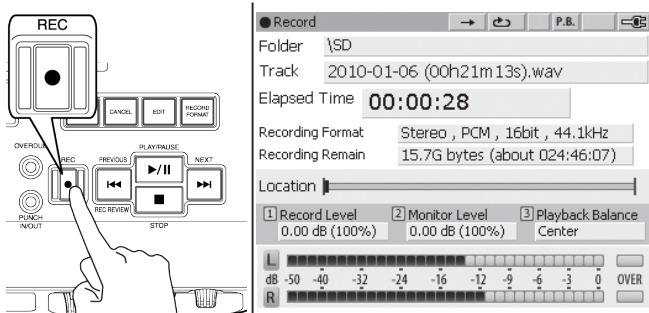 REC
CANCEL
EDIT
RECORD FORMAT
OVERDUB
REC
PREVIOUS
PLAY/PAUSE
NEXT
REC REVIEW
STOP
PUNCH IN/OUT
Record
P.B.
Folder \SD
Track 2010-01-06 (00h21m13s).wav
Elapsed Time 00:00:28
Recording Format Stereo , PCM , 16bit , 44.1kHz
Recording Remain 15.7G bytes (about 024:46:07)
Location
1 Record Level 2 Monitor Level 3 Playback Balance
0.00 dB (100%) 0.00 dB (100%) Center
L
dB -50 -40 -32 -24 -16 -12 -9 -6 -3 0 OVER
R